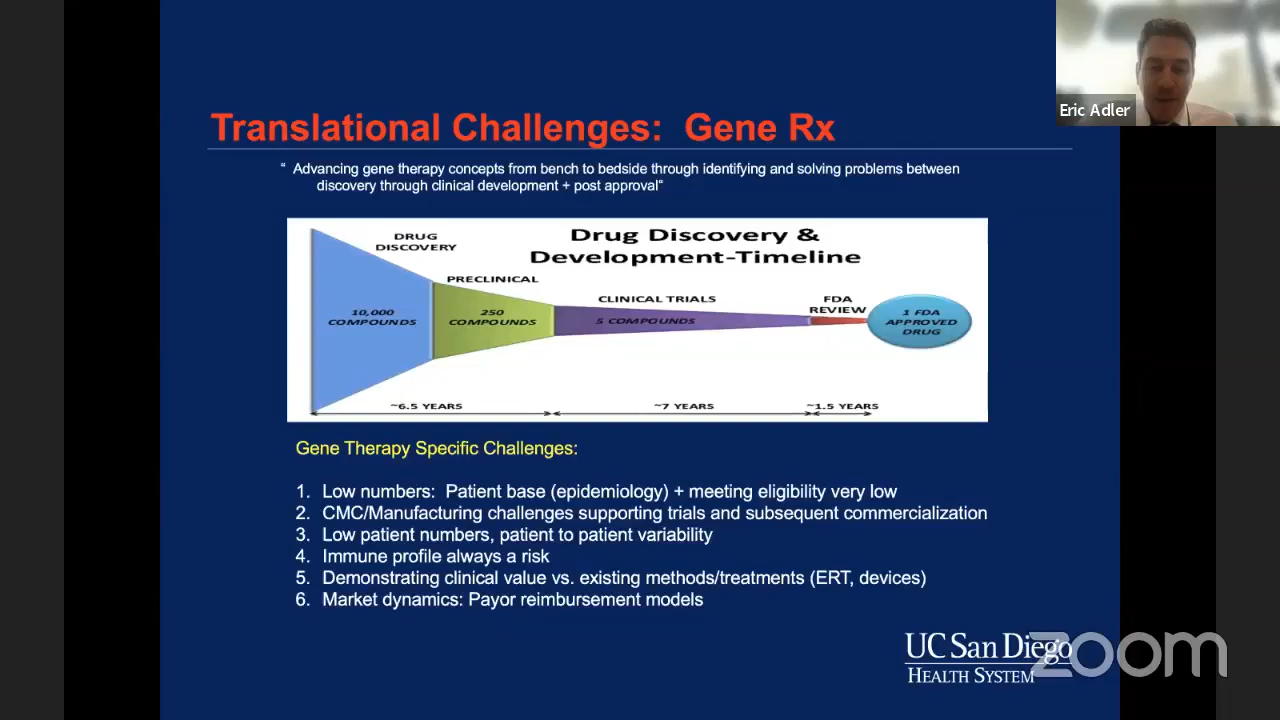 Eric Adler
Translational Challenges: Gene Rx
“ Advancing gene therapy concepts from bench to bedside through identifying and solving problems between
discovery through clinical development + post approval“
Drug Discovery &
Development-Timeline
DRUG
DISCOVERY
PRECLINICAL
CLINICAL TRIALS
FDA
REVIEW
10,000
COMPOUNDS
250
COMPOUNDS
5 COMPOUNDS
1 FDA
APPROVED
DRUG
~6.5 YEARS
~7 YEARS
~1.5 YEARS
Gene Therapy Specific Challenges:
1. Low numbers: Patient base (epidemiology) + meeting eligibility very low
2. CMC/Manufacturing challenges supporting trials and subsequent commercialization
3. Low patient numbers, patient to patient variability
4. Immune profile always a risk
5. Demonstrating clinical value vs. existing methods/treatments (ERT, devices)
6. Market dynamics: Payor reimbursement models
UC San Diego
HEALTH SYSTEM
zoom